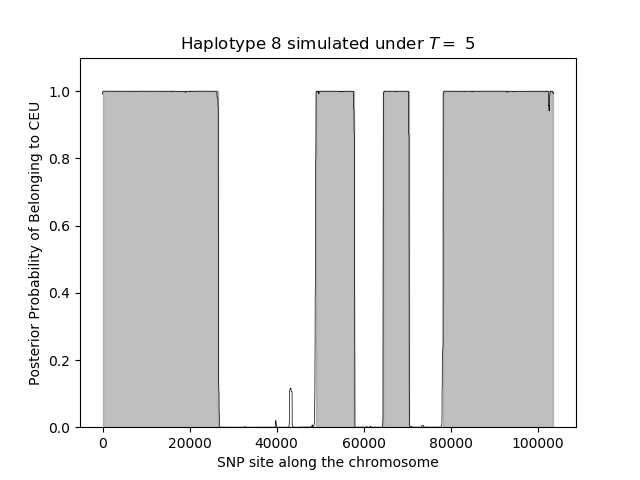 Haplotype 8 simulated under T = 5
Posterior Probability of Belonging to CEU
1.0
0.8
0.6
0.4
0.2
0.0
0 20000 40000 60000 80000 100000
SNP site along the chromosome